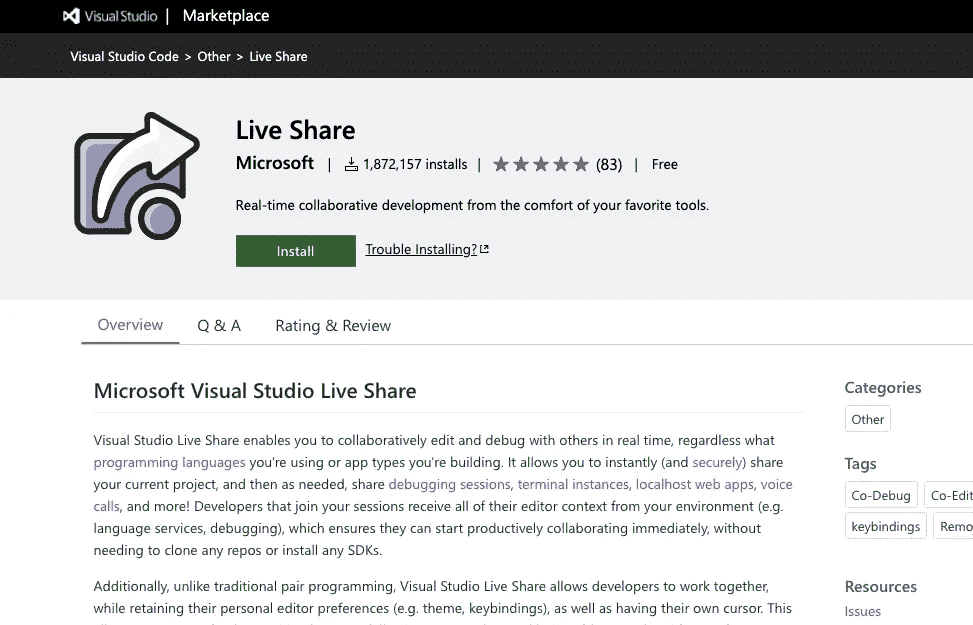 Visual Studio | Marketplace
Visual Studio Code > Other > Live Share
Live Share
Microsoft | 1,872,157 installs | (83) | Free
Real-time collaborative development from the comfort of your favorite tools.
Install Trouble Installing?
Overview Q & A Rating & Review
Microsoft Visual Studio Live Share
Visual Studio Live Share enables you to collaboratively edit and debug with others in real time, regardless what
programming languages you're using or app types you're building. It allows you to instantly (and securely) share
your current project, and then as needed, share debugging sessions, terminal instances, localhost web apps, voice
calls, and more! Developers that join your sessions receive all of their editor context from your environment (e.g.
language services, debugging), which ensures they can start productively collaborating immediately, without
needing to clone any repos or install any SDKs.
Additionally, unlike traditional pair programming, Visual Studio Live Share allows developers to work together,
while retaining their personal editor preferences (e.g. theme, keybindings), as well as having their own cursor. This
Categories
Other
Tags
Co-Debug Co-Edit
keybindings Remo
Resources
Issues